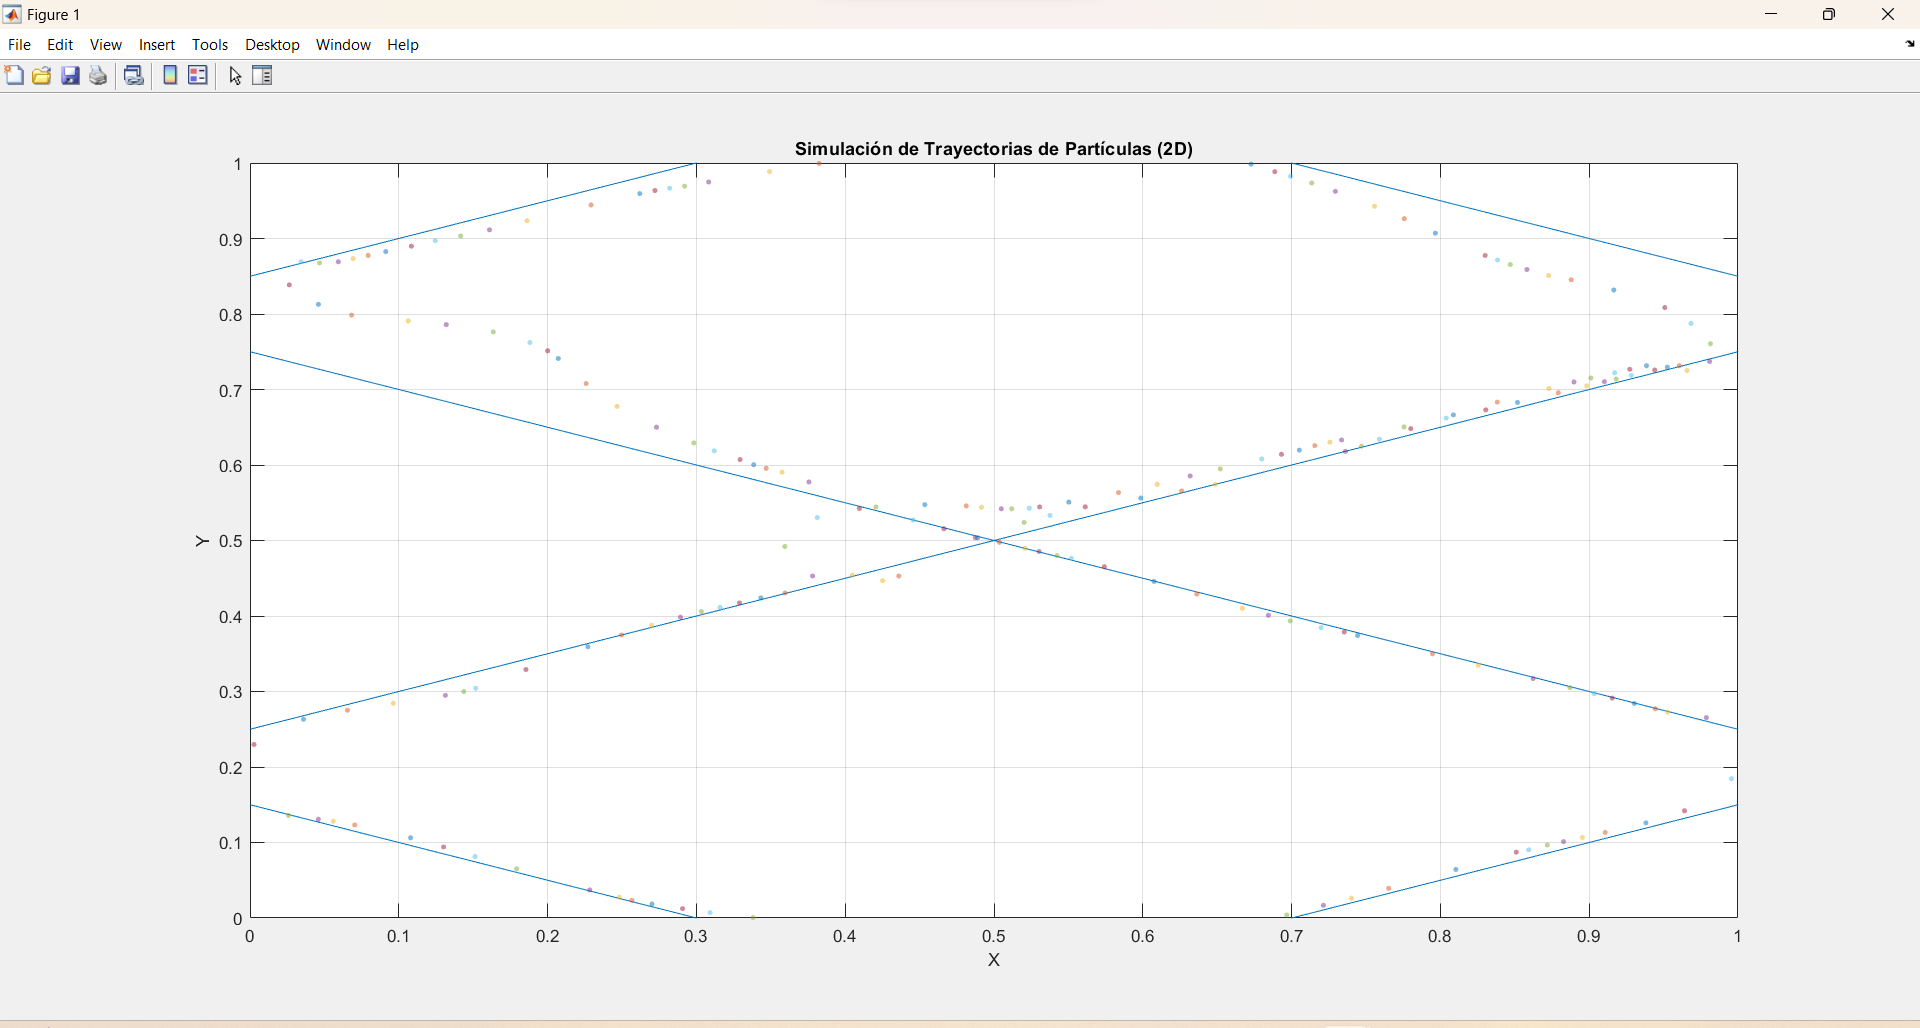 Figure 1
File Edit View Insert Tools Desktop Window Help
Simulación de Trayectorias de Partículas (2D)
1
0.9
0.8
0.7
0.6
0.5
0.4
0.3
0.2
0.1
0
Y
0 0.1 0.2 0.3 0.4 0.5 0.6 0.7 0.8 0.9 1
X